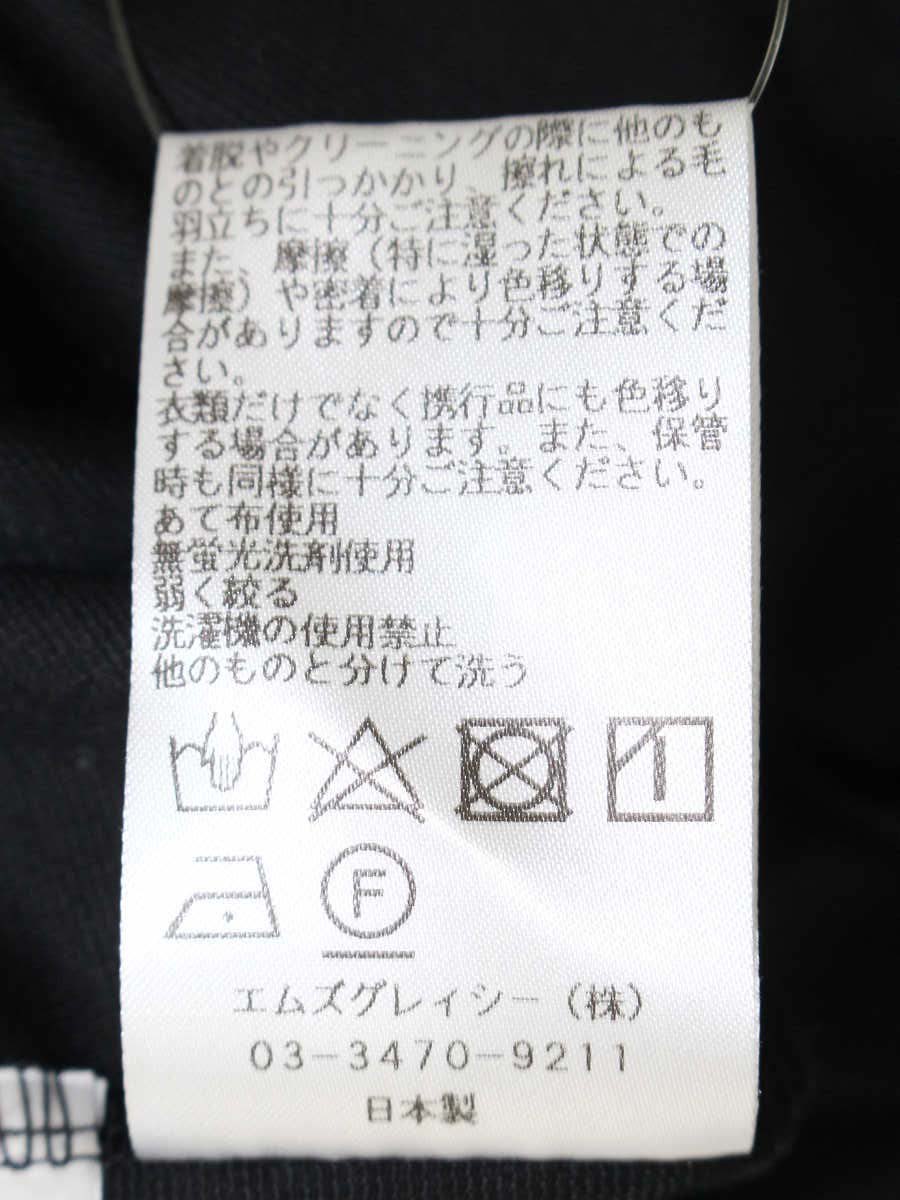 着脱やクリーニングの際に他のも
のとの引っかかり、擦れによる毛
羽立ちに十分ご注意ください。
また、摩擦（特に湿った状態での
摩擦）や密着により色移りする場
合がありますので十分ご注意くだ
さい。
衣類だけでなく携行品にも色移り
する場合があります。また、保管
時も同様に十分ご注意ください。
あて布使用
無蛍光洗剤使用
弱く絞る
洗濯機の使用禁止
他のものと分けて洗う
F
エムズグレィシー（株）
03-3470-9211
日本製